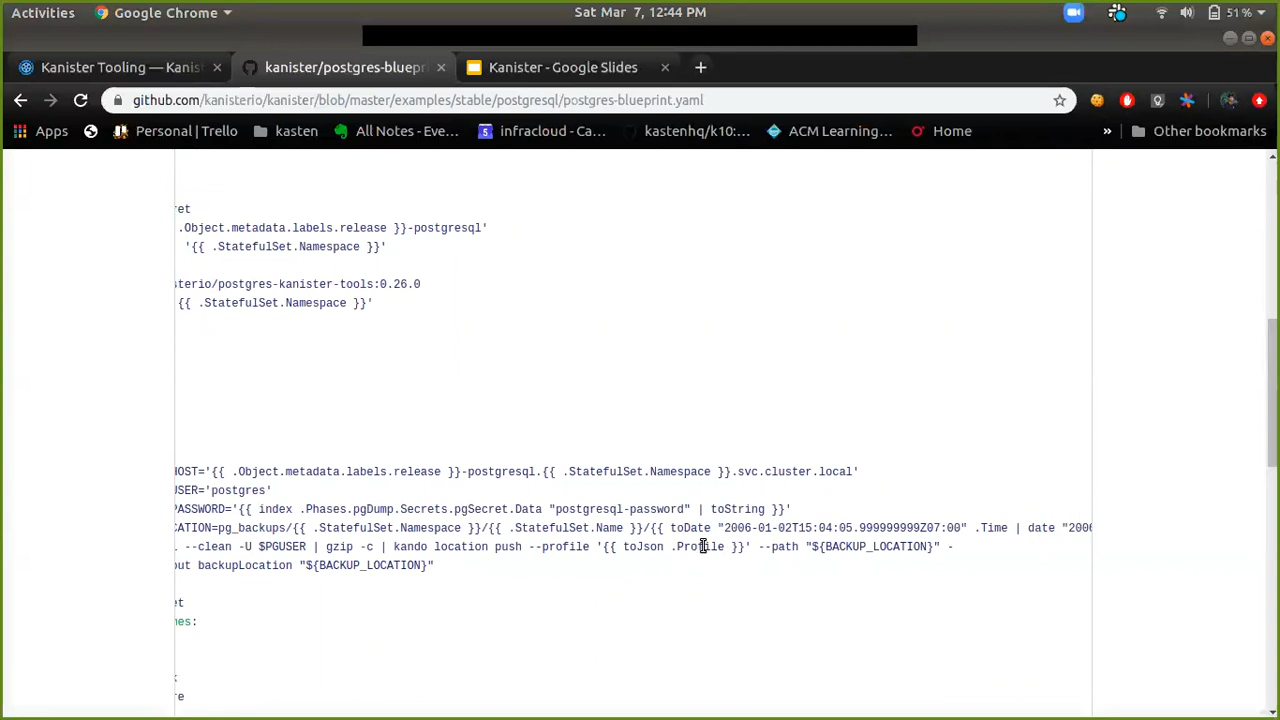 Activities Google Chrome Sat Mar 7, 12:44 PM 51%
Kanister Tooling — Kanis kanister/postgres-bluepr Kanister - Google Slides
github.com/kanisterio/kanister/blob/master/examples/stable/postgresql/postgres-blueprint.yaml
Apps Personal | Trello kasten All Notes - Eve... infracloud - Ca... kastenhq/k10:... ACM Learning,... Home » Other bookmarks
ret
.Object.metadata.labels.release }}-postgresql'
'{{ .StatefulSet.Namespace }}'
sterio/postgres-kanister-tools:0.26.0
{{ .StatefulSet.Namespace }}'
HOST='{{ .Object.metadata.labels.release }}-postgresql.{{ .StatefulSet.Namespace }}.svc.cluster.local'
USER='postgres'
PASSWORD='{{ index .Phases.pgDump.Secrets.pgSecret.Data "postgresql-password" | toString }}'
CATION=pg_backups/{{ .StatefulSet.Namespace }}/{{ .StatefulSet.Name }}/{{ toDate "2006-01-02T15:04:05.999999999Z07:00" .Time | date "2006
l --clean -U $PGUSER | gzip -c | kando location push --profile '{{ toJson .Profile }}' --path "${BACKUP_LOCATION}" -
out backupLocation "${BACKUP_LOCATION}"
et
mes:
k
re